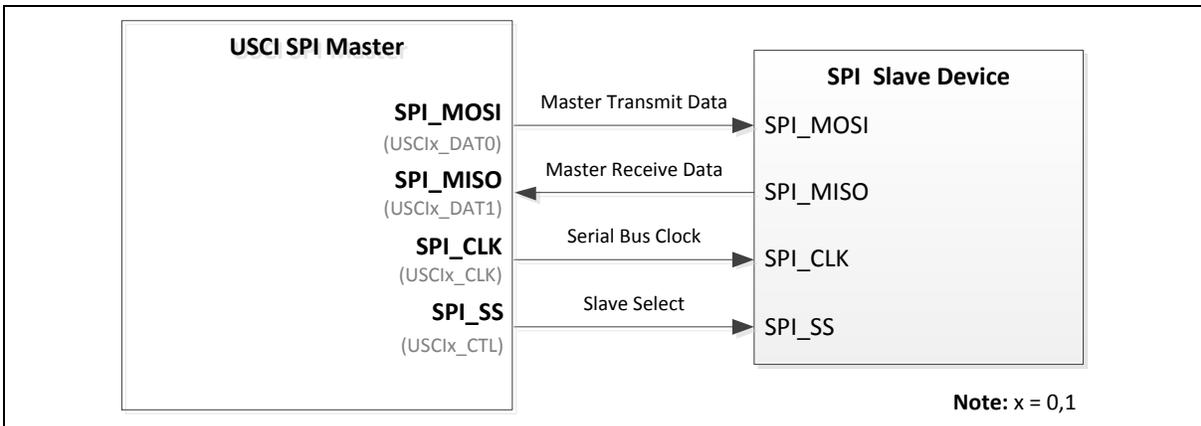 USCI SPI Master
SPI_MOSI
(USCIx_DAT0)
SPI_MISO
(USCIx_DAT1)
SPI_CLK
(USCIx_CLK)
SPI_SS
(USCIx_CTL)
Master Transmit Data
Master Receive Data
Serial Bus Clock
Slave Select
SPI Slave Device
SPI_MOSI
SPI_MISO
SPI_CLK
SPI_SS
Note: x = 0,1